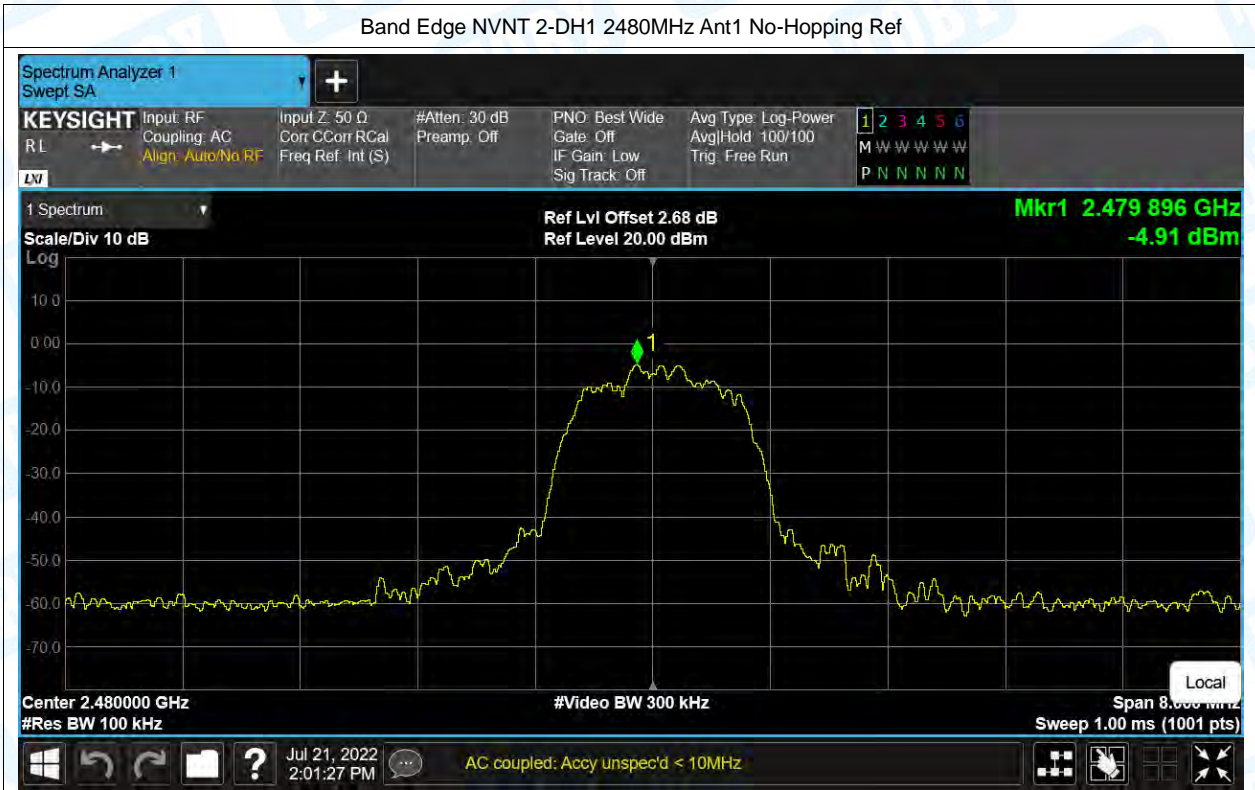 Band Edge NVNT 2-DH1 2480MHz Ant1 No-Hopping Ref
Spectrum Analyzer 1
Swept SA
+
KEYSIGHT
RL
LXI
Input: RF
Coupling: AC
Align: Auto/No RF
Input Z: 50 Ω
Corr CCorr RCal
Freq Ref: Int (S)
#Atten: 30 dB
Preamp: Off
PNO: Best Wide
Gate: Off
IF Gain: Low
Sig Track: Off
Avg Type: Log-Power
Avg|Hold: 100/100
Trig: Free Run
1 2 3 4 5 6
M W W W W W
P N N N N N
1 Spectrum
Scale/Div 10 dB
Ref Lvl Offset 2.68 dB
Ref Level 20.00 dBm
Mkr1 2.479 896 GHz
-4.91 dBm
Log
10.0
0.00
-10.0
-20.0
-30.0
-40.0
-50.0
-60.0
-70.0
1
Center 2.480000 GHz
#Res BW 100 kHz
#Video BW 300 kHz
Local
Span 8.000 MHz
Sweep 1.00 ms (1001 pts)
?
Jul 21, 2022
2:01:27 PM
AC coupled: Accy unspec'd < 10MHz